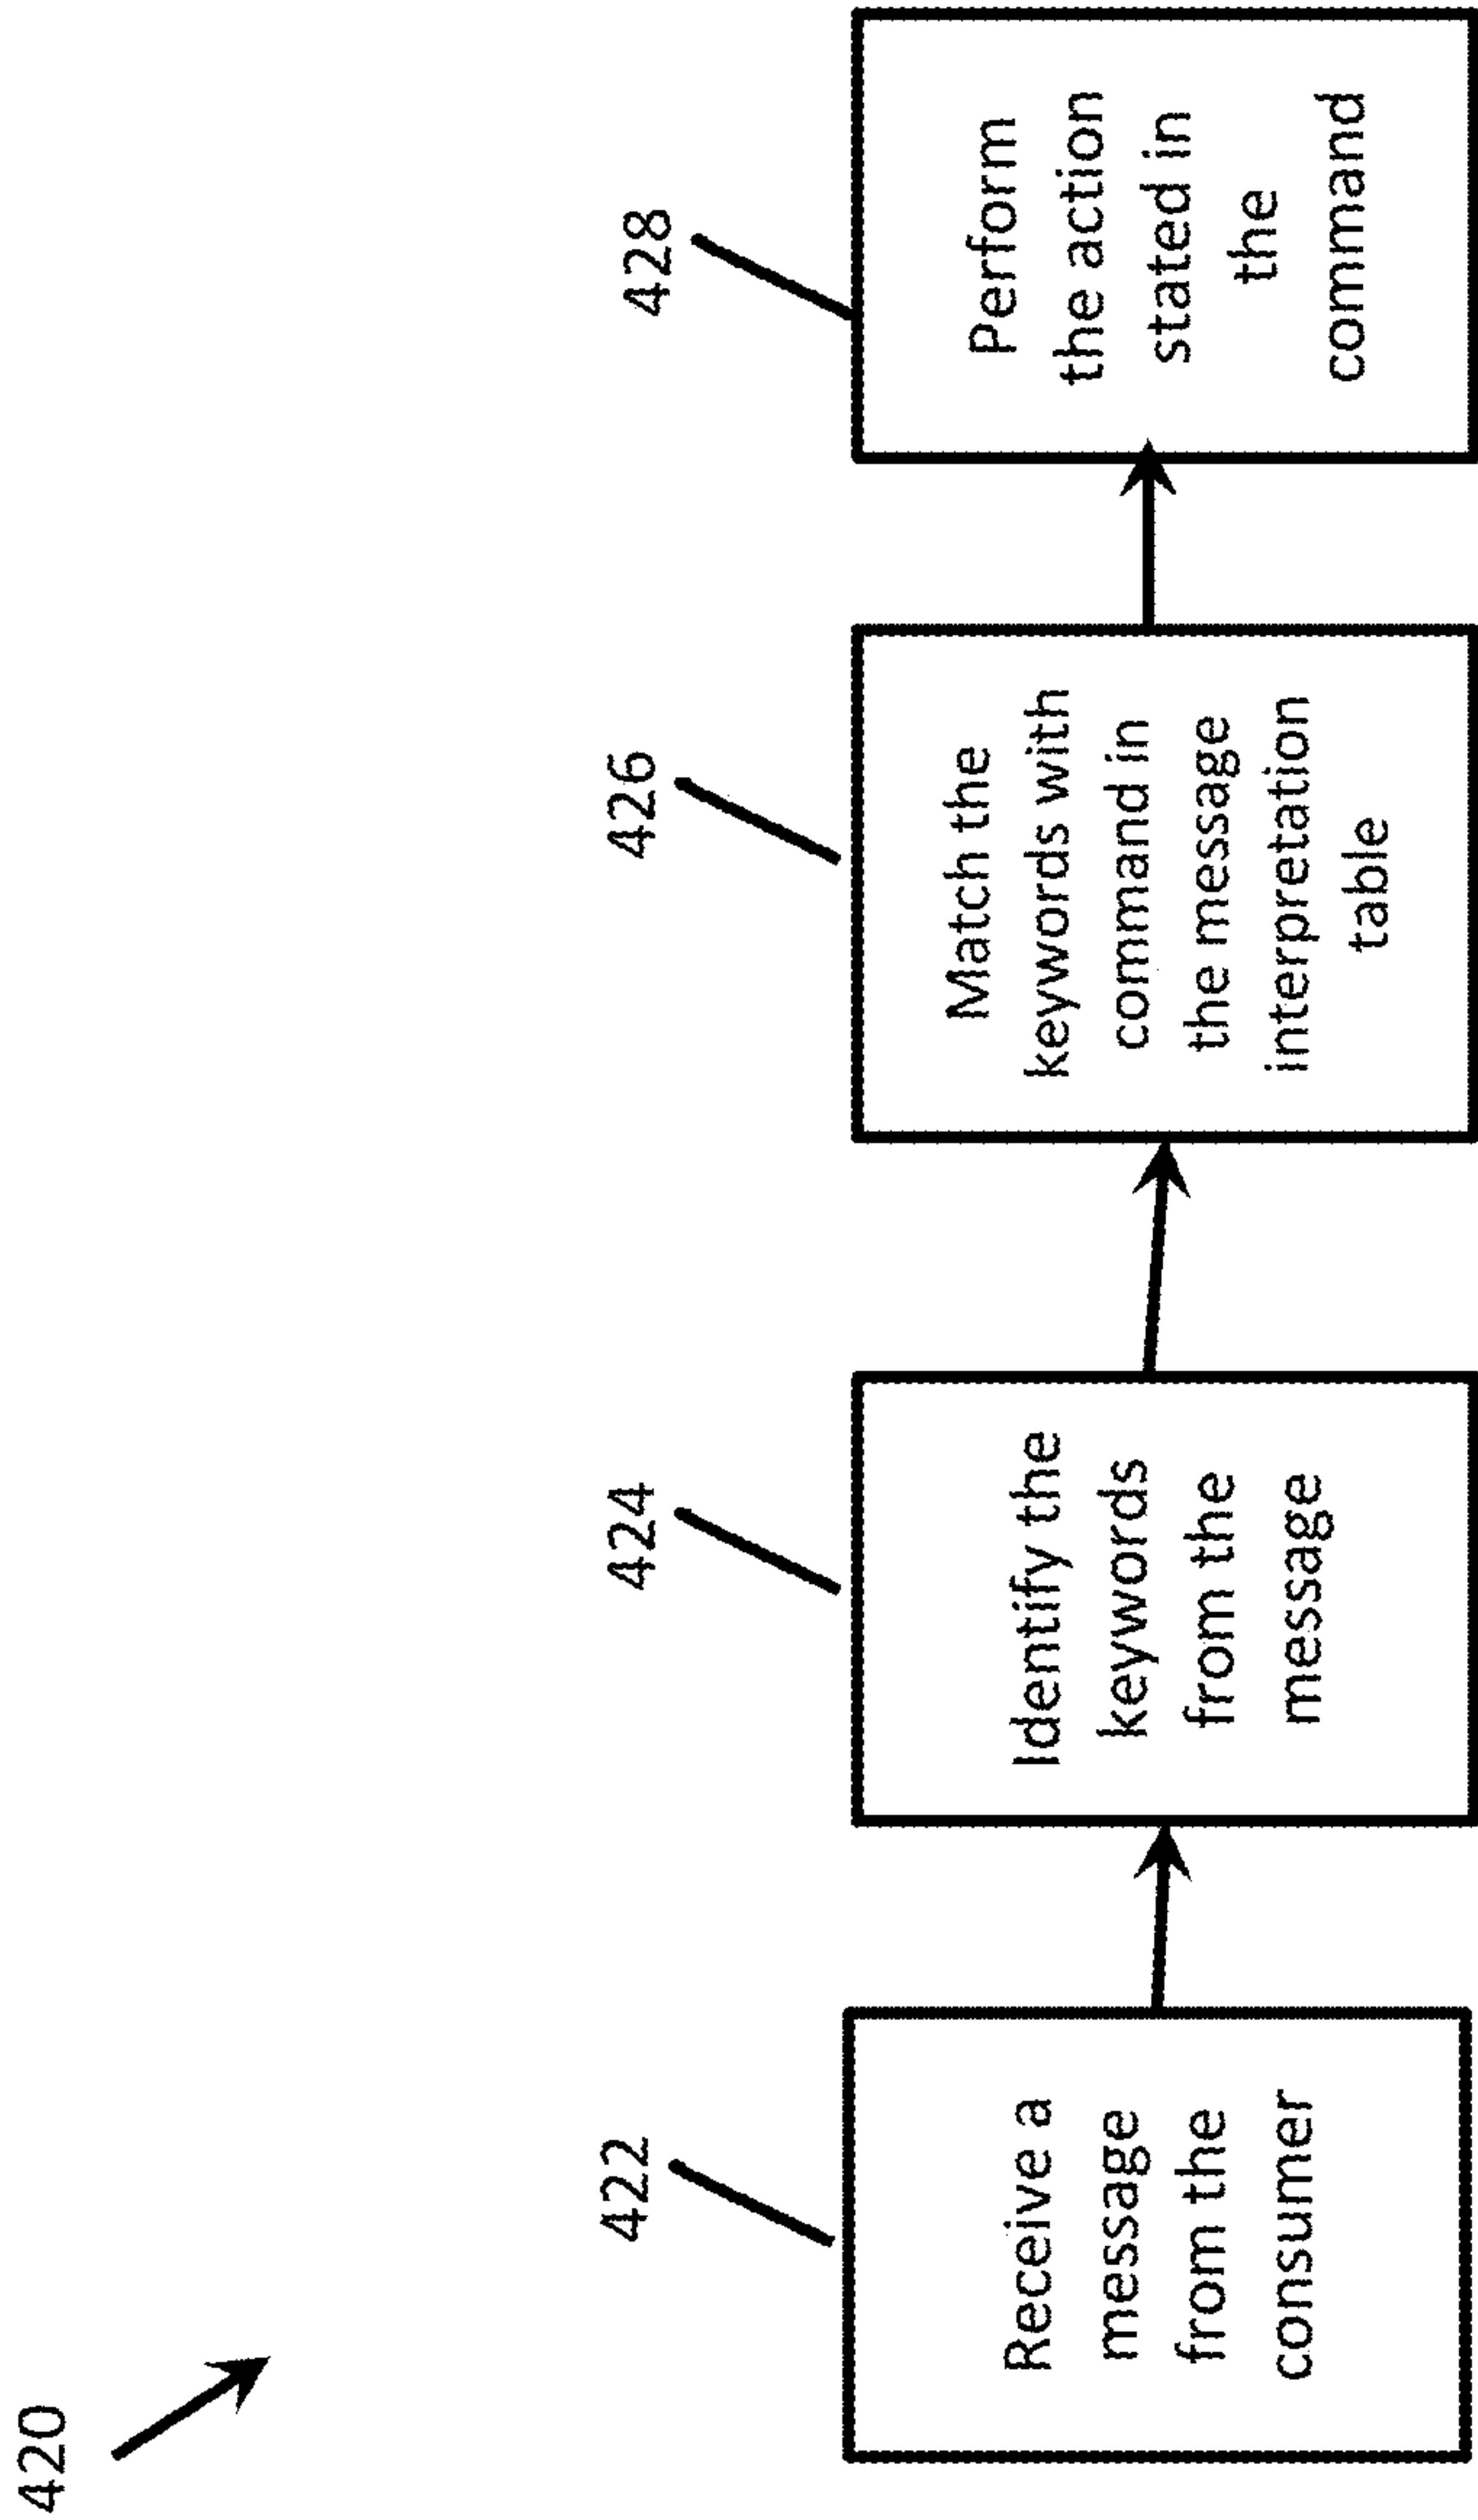 420
422
Receive a
message
from the
consumer
424
Identify the
keywords
from the
message
426
Match the
keywords with
command in
the message
interpretation
table
428
Perform
the action
stated in
the
command